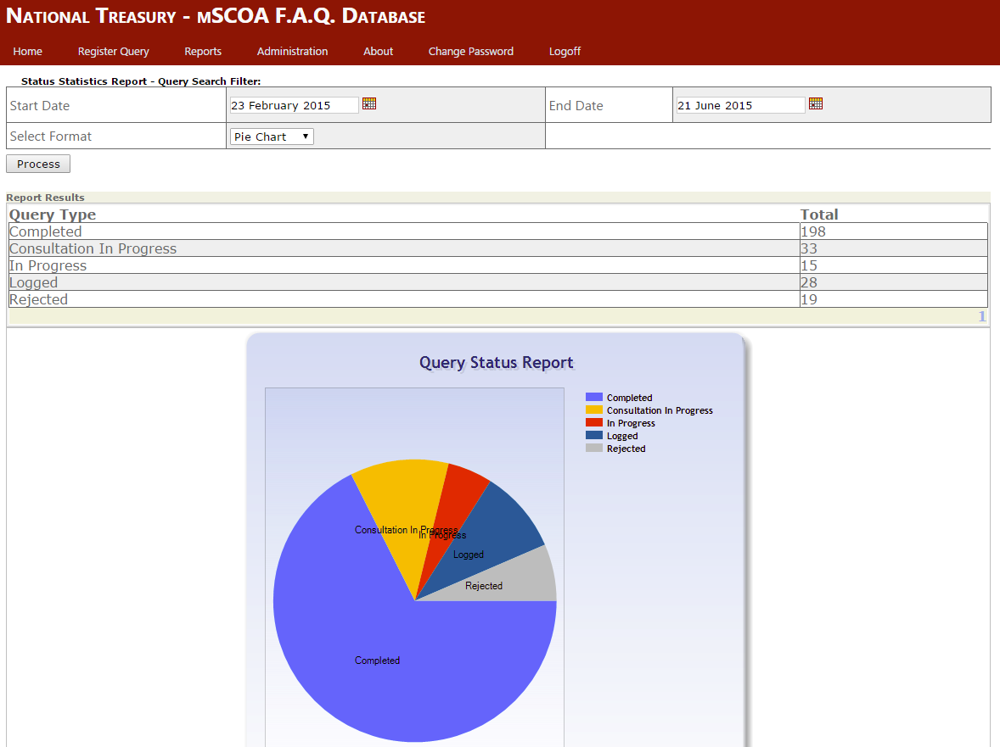 National Treasury - mSCOA F.A.Q. Database
Home Register Query Reports Administration About Change Password Logoff
Status Statistics Report - Query Search Filter:
Start Date 23 February 2015 End Date 21 June 2015
Select Format Pie Chart
Process
Report Results
Query Type Total
Completed 198
Consultation In Progress 33
In Progress 15
Logged 28
Rejected 19
1
Query Status Report
Completed
Consultation In Progress
In Progress
Logged
Rejected
Consultation In Progress
In Progress
Logged
Rejected
Completed